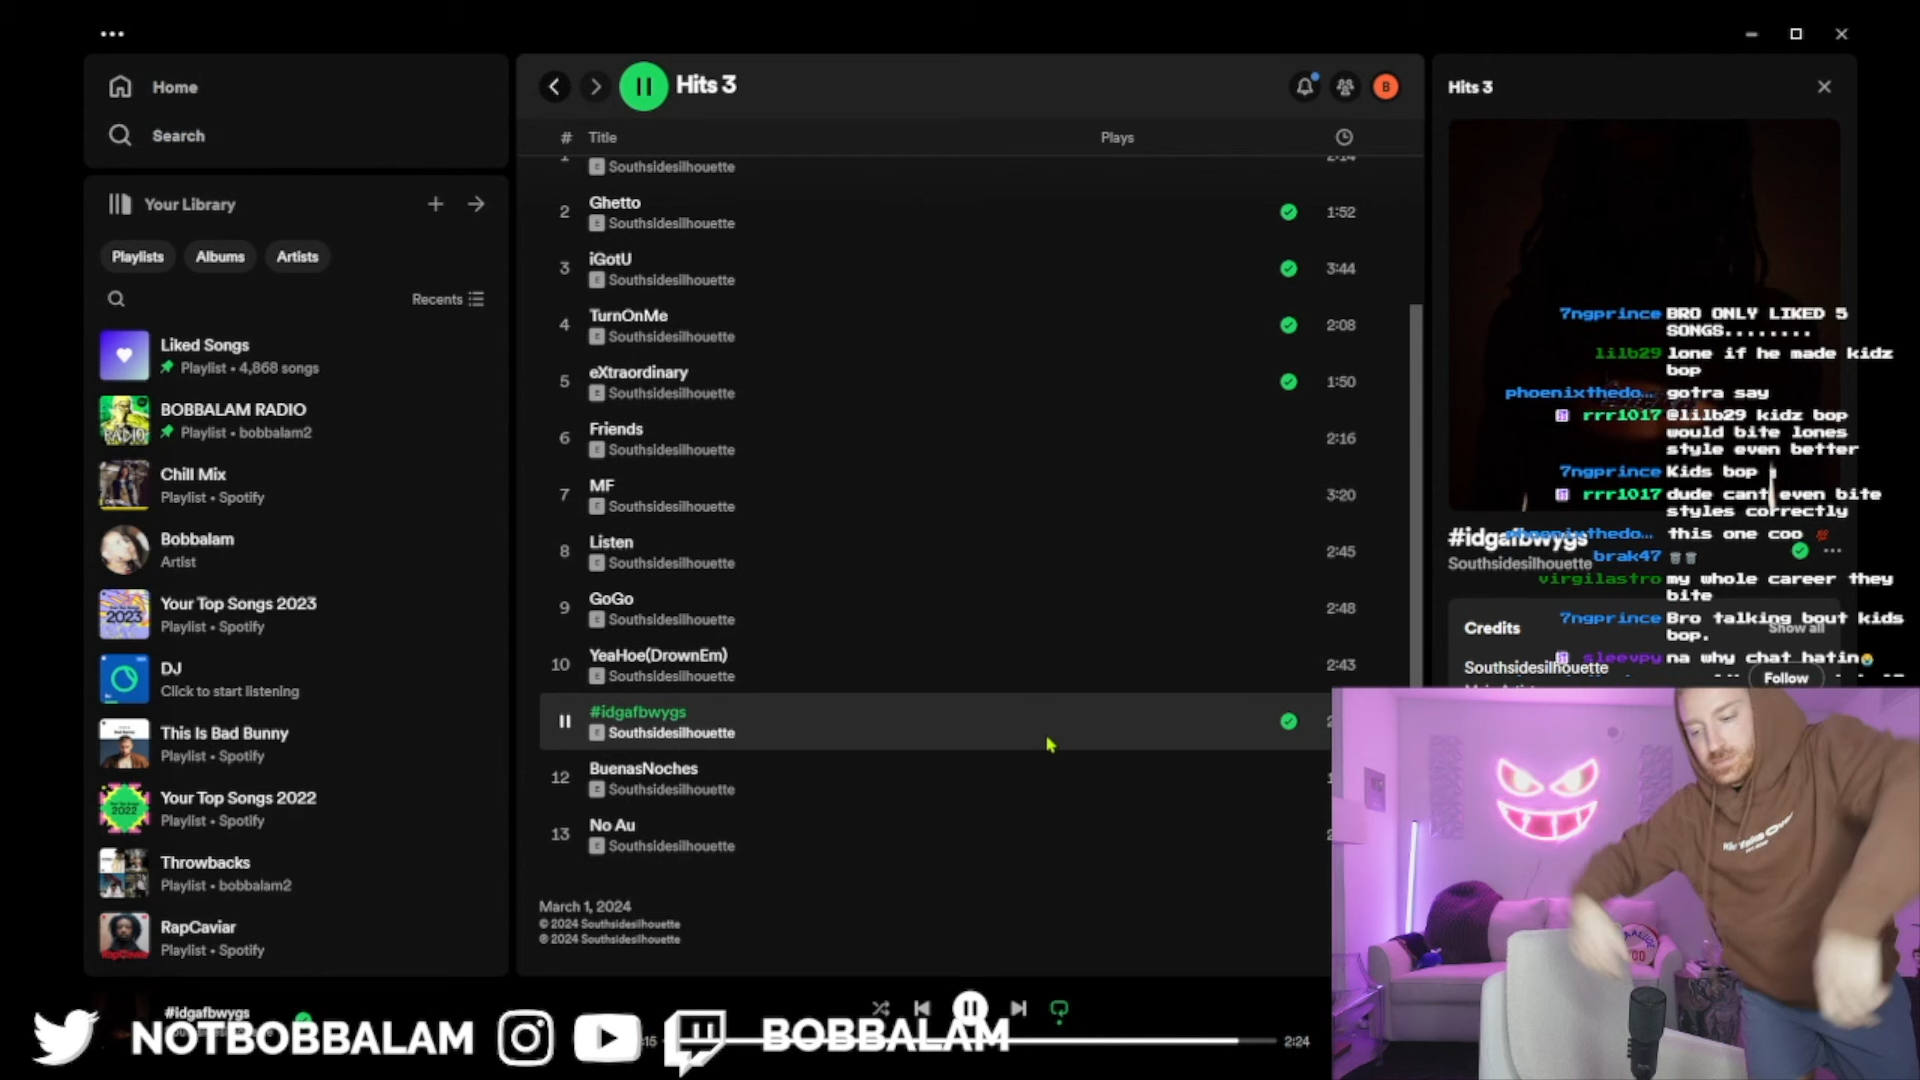 Home
Search
Your Library
Playlists
Albums
Artists
Recents
Liked Songs
Playlist • 4,868 songs
BOBBALAM RADIO
Playlist • bobbalam2
Chill Mix
Playlist • Spotify
Bobbalam
Artist
Your Top Songs 2023
Playlist • Spotify
DJ
Click to start listening
This Is Bad Bunny
Playlist • Spotify
Your Top Songs 2022
Playlist • Spotify
Throwbacks
Playlist • bobbalam2
RapCaviar
Playlist • Spotify
Hits 3
B
# Title Plays
Southsidesilhouette
2 Ghetto 1:52
E Southsidesilhouette
3 iGotU 3:44
E Southsidesilhouette
4 TurnOnMe 2:08
E Southsidesilhouette
5 eXtraordinary 1:50
E Southsidesilhouette
6 Friends 2:16
E Southsidesilhouette
7 MF 3:20
E Southsidesilhouette
8 Listen 2:45
E Southsidesilhouette
9 GoGo 2:48
E Southsidesilhouette
10 YeaHoe(DrownEm) 2:43
E Southsidesilhouette
#idgafbwygs
E Southsidesilhouette
12 BuenasNoches
E Southsidesilhouette
13 No Au
E Southsidesilhouette
March 1, 2024
© 2024 Southsidesilhouette
℗ 2024 Southsidesilhouette
Hits 3
7ngprince BRO ONLY LIKED 5
SONGS........
lilb29 lone if he made kidz
bop
phoenixthedo... gotra say
rrr1017 @lilb29 kidz bop
would bite lones
style even better
7ngprince Kids bop
rrr1017 dude cant even bite
styles correctly
phoenixthedo... this one coo 💯
#idgafbwygs
brak47 🗑️🗑️
Southsidesilhouette
virgilastro my whole career they
bite
7ngprince Bro talking bout kids
bop.
Credits
Show all
sleevpy na why chat hatin😭
Southsidesilhouette
Follow
#idgafbwygs
NOTBOBBALAM
BOBBALAM
2:24